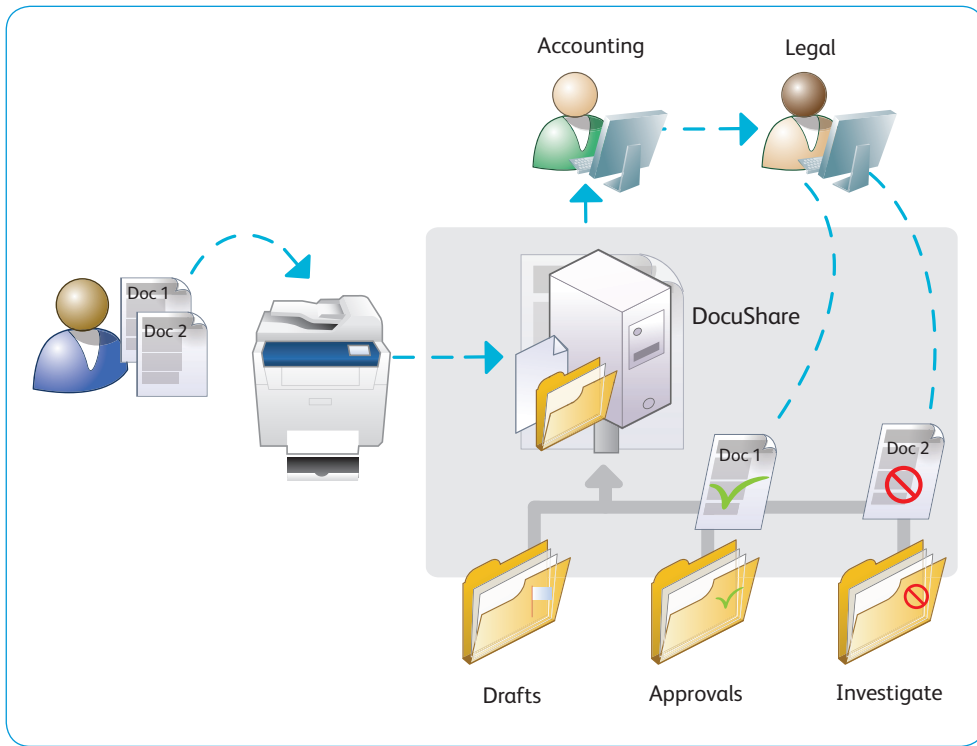 Accounting
Legal
Doc 1
Doc 2
DocuShare
Doc 1
Doc 2
Drafts
Approvals
Investigate